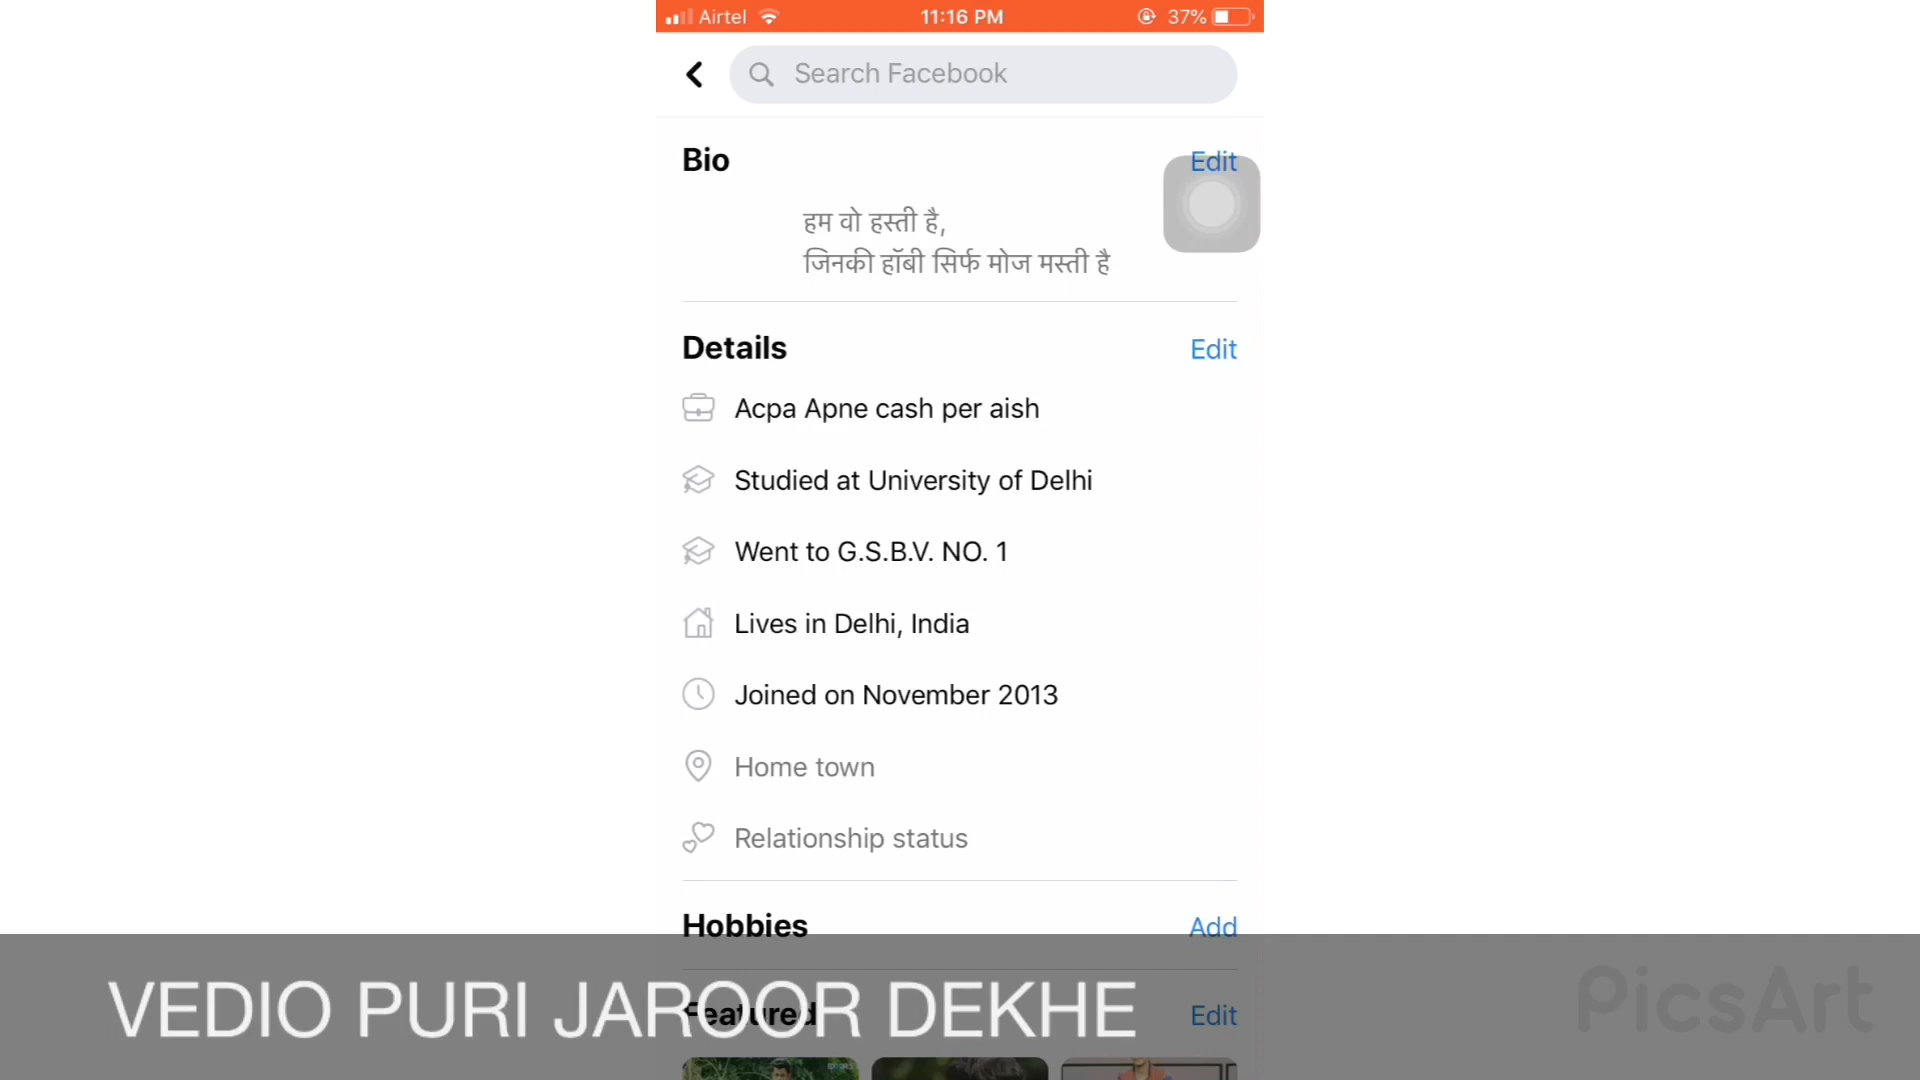 Airtel 11:16 PM 37%
Search Facebook
Bio Edit
हम वो हस्ती है,
जिनकी हॉबी सिर्फ मोज मस्ती है
Details Edit
Acpa Apne cash per aish
Studied at University of Delhi
Went to G.S.B.V. NO. 1
Lives in Delhi, India
Joined on November 2013
Home town
Relationship status
Hobbies Add
Featured Edit
VEDIO PURI JAROOR DEKHE
PicsArt